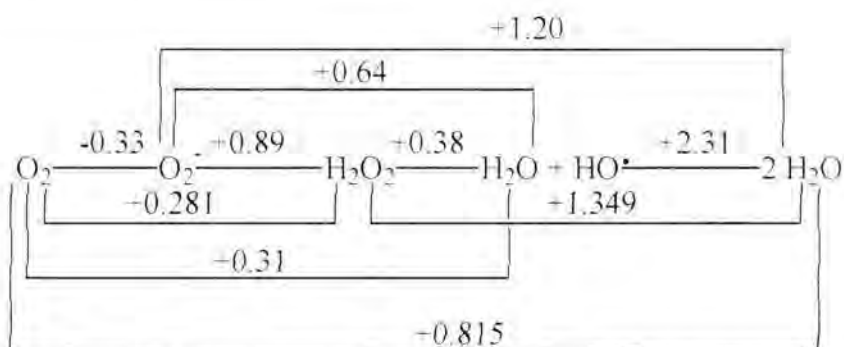 +1.20
+0.64
-0.33 +0.89 +0.38 +2.31
O₂ O₂⁻ H₂O₂ H₂O + HO• 2 H₂O
+0.281 +1.349
+0.31
+0.815